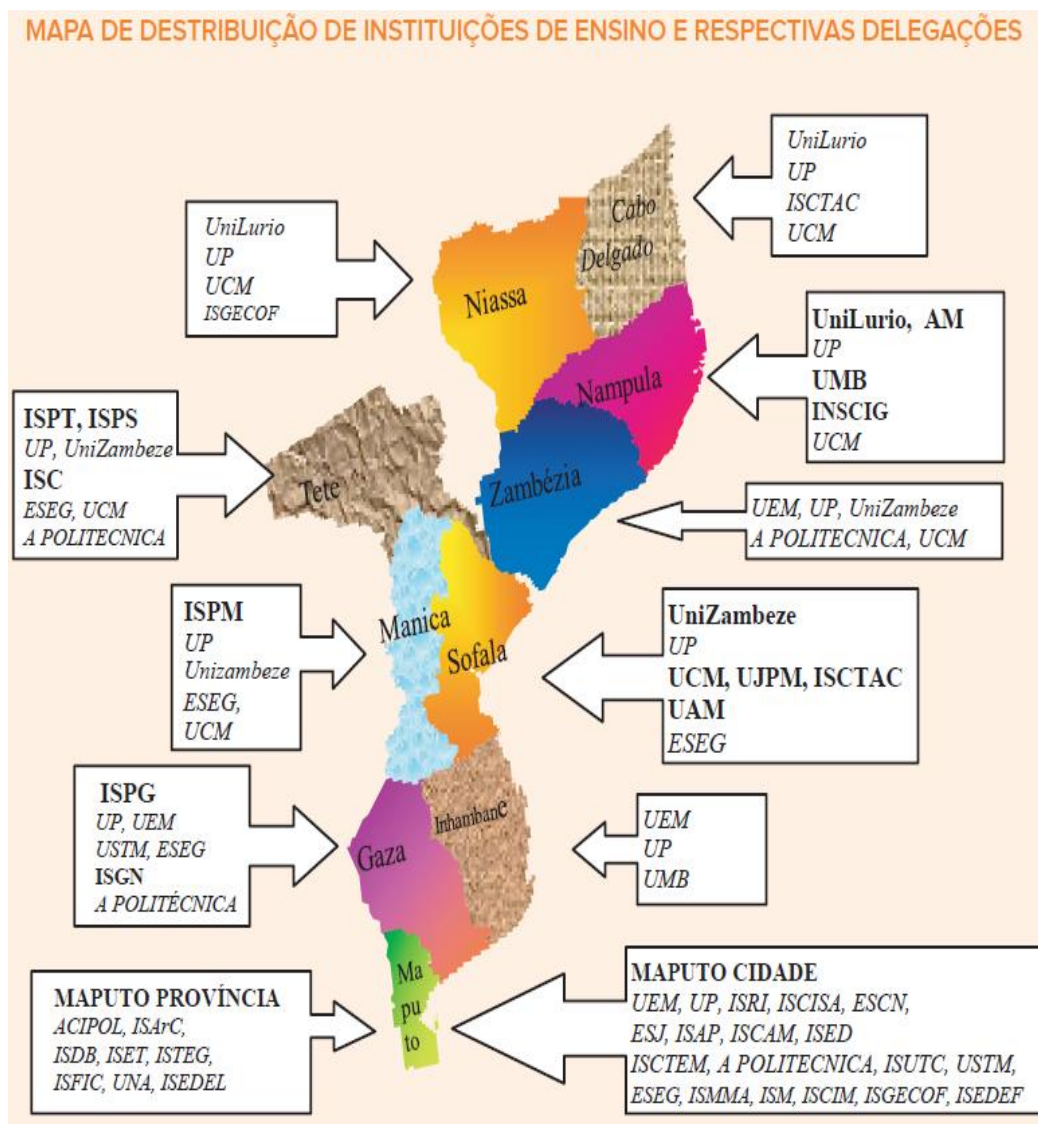 MAPA DE DESTRIBUIÇÃO DE INSTITUIÇÕES DE ENSINO E RESPECTIVAS DELEGAÇÕES
UniLurio
UP
ISCTAC
UCM
Cabo
Delgado
UniLurio
UP
UCM
ISGECOF
Niassa
UniLurio, AM
UP
UMB
INSCIG
UCM
Nampula
ISPT, ISPS
UP, UniZambeze
ISC
ESEG, UCM
A POLITECNICA
Tete
Zambézia
UEM, UP, UniZambeze
A POLITECNICA, UCM
ISPM
UP
Unizambeze
ESEG,
UCM
Manica
Sofala
UniZambeze
UP
UCM, UJPM, ISCTAC
UAM
ESEG
ISPG
UP, UEM
USTM, ESEG
ISGN
A POLITÉCNICA
Gaza
Inhambane
UEM
UP
UMB
MAPUTO PROVÍNCIA
ACIPOL, ISArC,
ISDB, ISET, ISTEG,
ISFIC, UNA, ISEDEL
Ma
pu
to
MAPUTO CIDADE
UEM, UP, ISRI, ISCISA, ESCN,
ESJ, ISAP, ISCAM, ISED
ISCTEM, A POLITECNICA, ISUTC, USTM,
ESEG, ISMMA, ISM, ISCIM, ISGECOF, ISEDEF